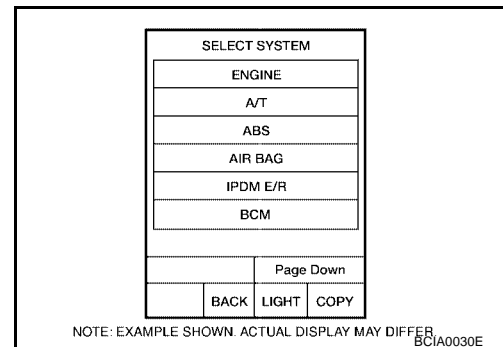 SELECT SYSTEM
ENGINE
A/T
ABS
AIR BAG
IPDM E/R
BCM
Page Down
BACK LIGHT COPY
NOTE: EXAMPLE SHOWN. ACTUAL DISPLAY MAY DIFFER.
BCIA0030E